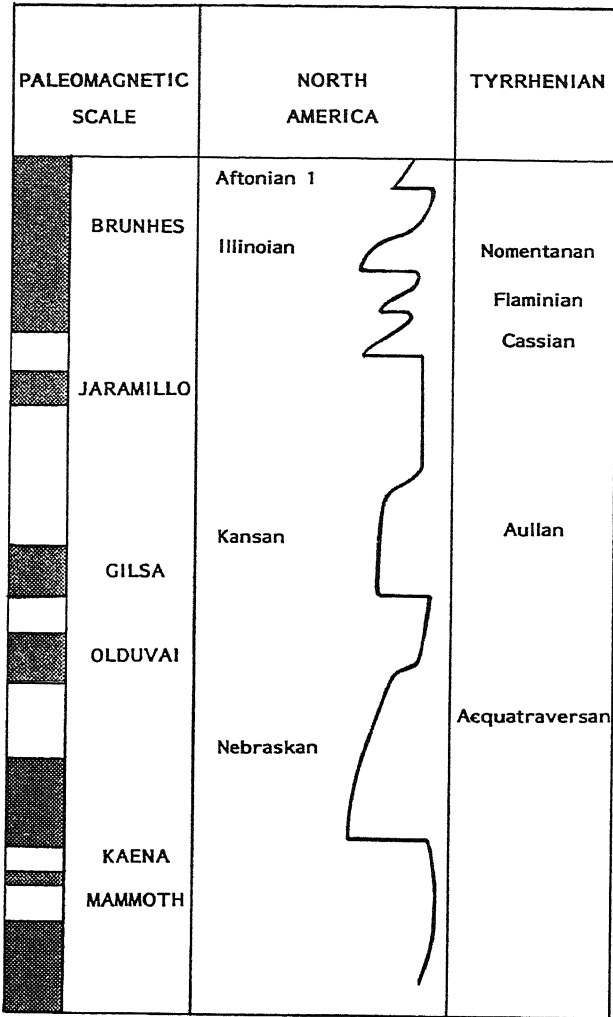 PALEOMAGNETIC
SCALE
NORTH
AMERICA
TYRRHENIAN
Aftonian 1
BRUNHES
Illinoian
Nomentanan
Flaminian
Cassian
JARAMILLO
Kansan
Aullan
GILSA
OLDUVAI
Acquatraversan
Nebraskan
KAENA
MAMMOTH